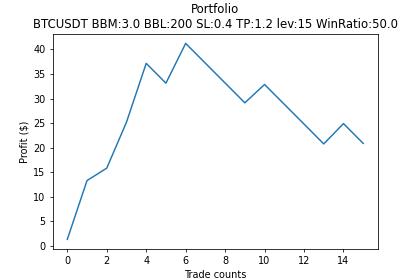 Portfolio
BTCUSDT BBM:3.0 BBL:200 SL:0.4 TP:1.2 lev:15 WinRatio:50.0
40
35
30
25
20
15
10
5
0
Profit ($)
0 2 4 6 8 10 12 14
Trade counts